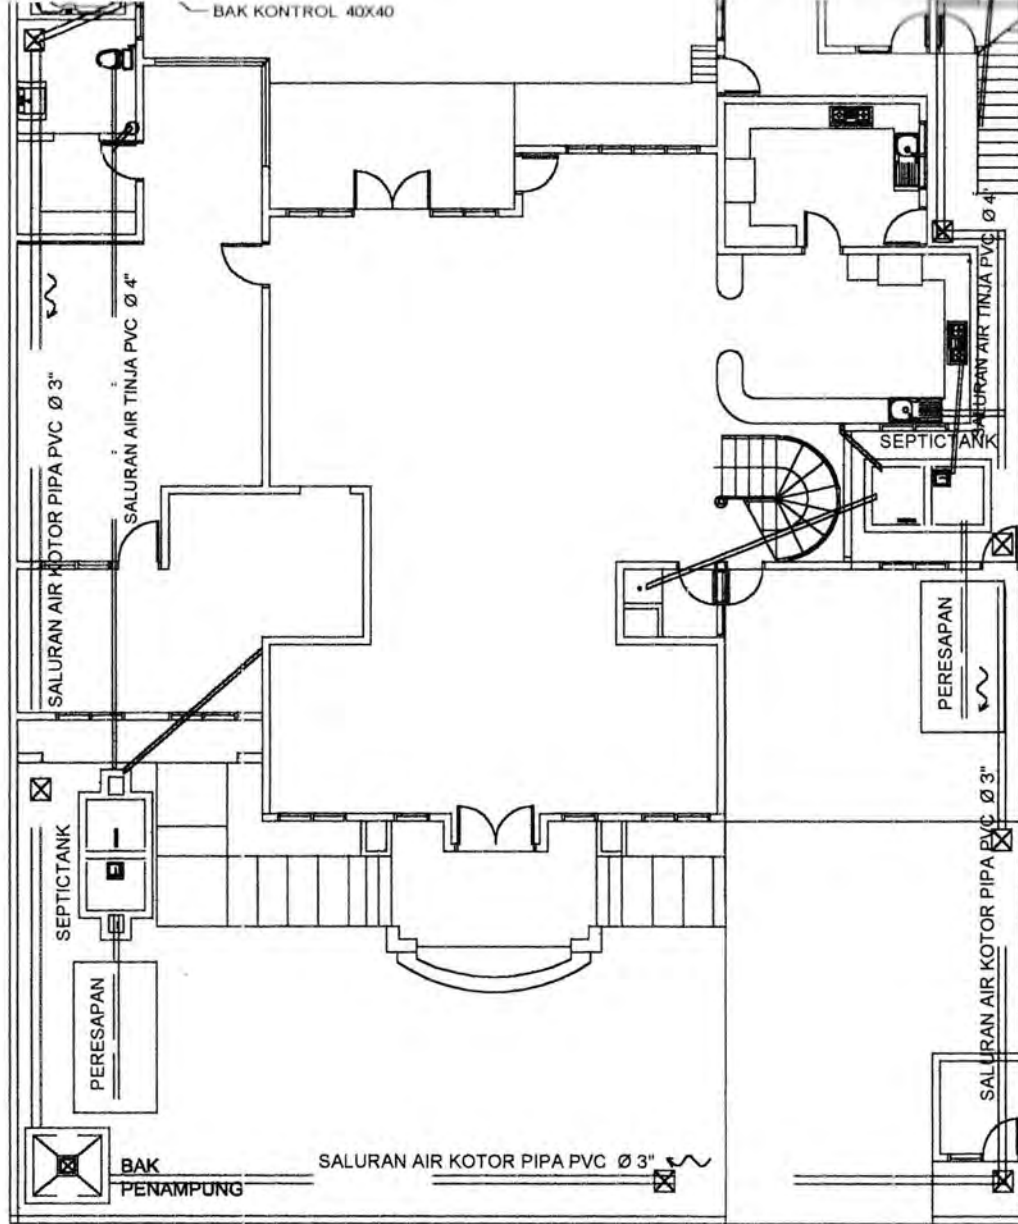 BAK KONTROL 40X40
SALURAN AIR TINJA PVC Ø 4"
SALURAN AIR KOTOR PIPA PVC Ø 3"
SALURAN AIR TINJA PVC Ø 4"
SEPTICTANK
PERESAPAN
SALURAN AIR KOTOR PIPA PVC Ø 3"
SEPTICTANK
PERESAPAN
BAK
PENAMPUNG
SALURAN AIR KOTOR PIPA PVC Ø 3"